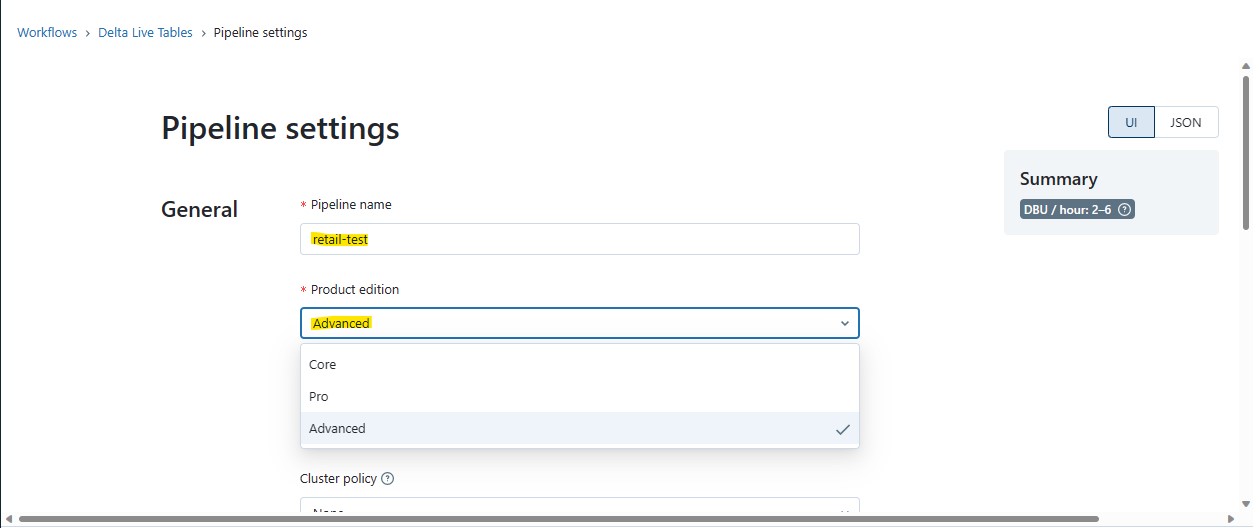 Workflows › Delta Live Tables › Pipeline settings
Pipeline settings
UI JSON
Summary
DBU / hour: 2–6 ?
General
* Pipeline name
retail-test
* Product edition
Advanced
Core
Pro
Advanced
Cluster policy ?
None